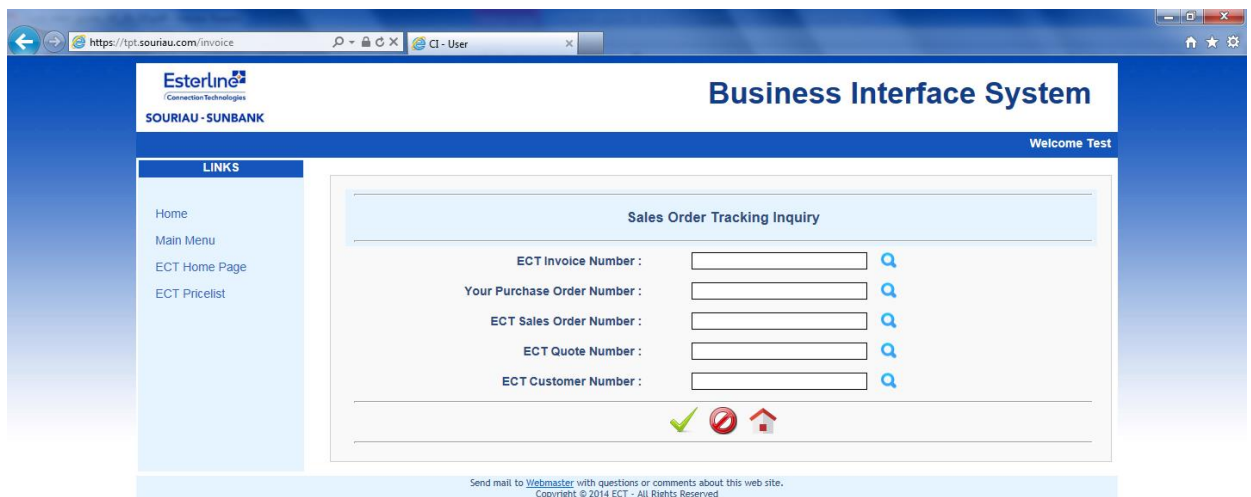 https://tpt.souriau.com/invoice
CI - User
Esterline
Connection Technologies
SOURIAU - SUNBANK
Business Interface System
Welcome Test
LINKS
Home
Main Menu
ECT Home Page
ECT Pricelist
Sales Order Tracking Inquiry
ECT Invoice Number :
Your Purchase Order Number :
ECT Sales Order Number :
ECT Quote Number :
ECT Customer Number :
Send mail to Webmaster with questions or comments about this web site.
Copyright © 2014 ECT - All Rights Reserved